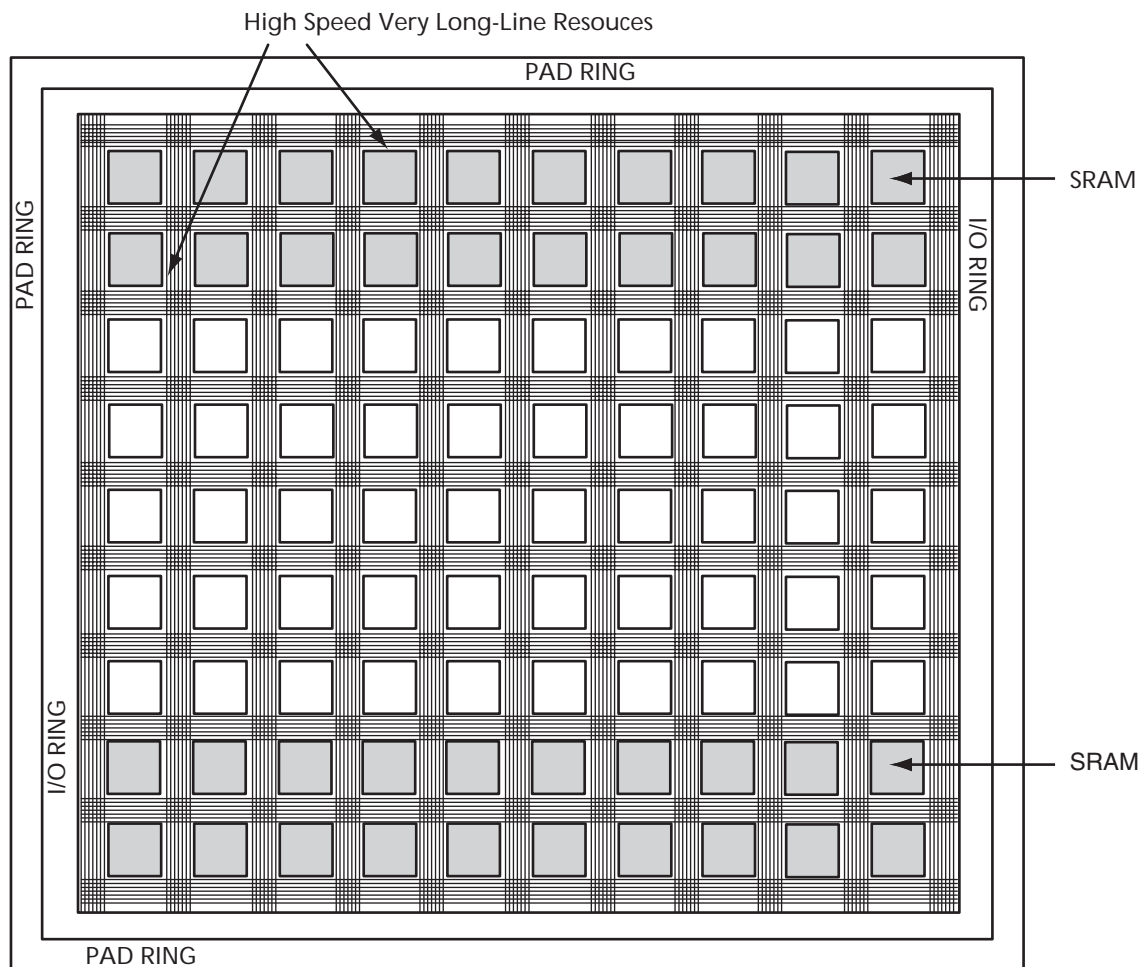 High Speed Very Long-Line Resouces
PAD RING
SRAM
PAD RING
I/O RING
I/O RING
SRAM
PAD RING